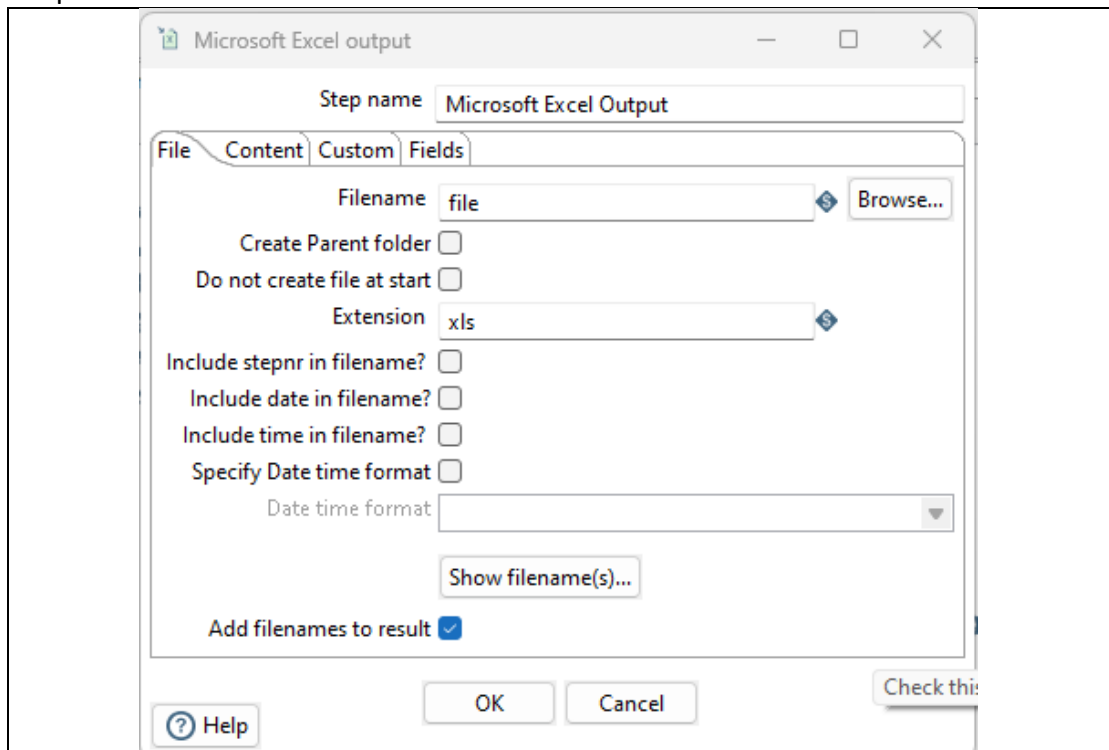 Microsoft Excel output
Step name Microsoft Excel Output
File Content Custom Fields
Filename file Browse...
Create Parent folder
Do not create file at start
Extension xls
Include stepnr in filename?
Include date in filename?
Include time in filename?
Specify Date time format
Date time format
Show filename(s)...
Add filenames to result
Check this
OK Cancel
Help